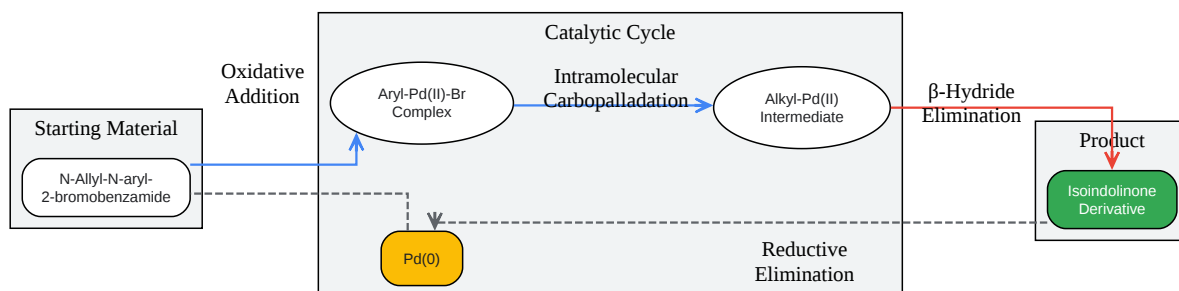 Catalytic Cycle
Oxidative
Addition
Starting Material
N-Allyl-N-aryl-
2-bromobenzamide
Aryl-Pd(II)-Br
Complex
Intramolecular
Carbopalladation
Alkyl-Pd(II)
Intermediate
β-Hydride
Elimination
Product
Isoindolinone
Derivative
Pd(0)
Reductive
Elimination